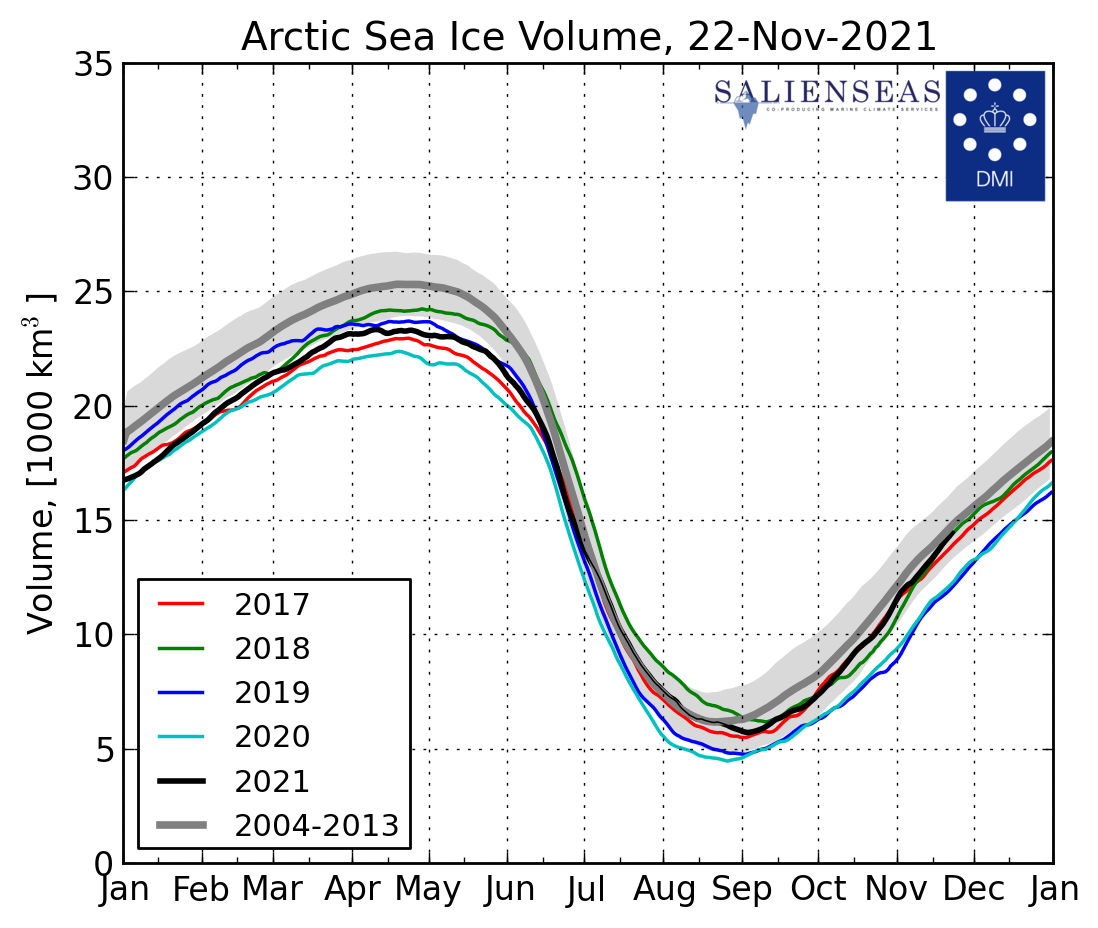 Arctic Sea Ice Volume, 22-Nov-2021
35
30
25
20
15
10
5
0
Volume, [1000 km³ ]
SALIENSEAS
CO-PRODUCING MARINE CLIMATE SERVICES
DMI
2017
2018
2019
2020
2021
2004-2013
Jan Feb Mar Apr May Jun Jul Aug Sep Oct Nov Dec Jan